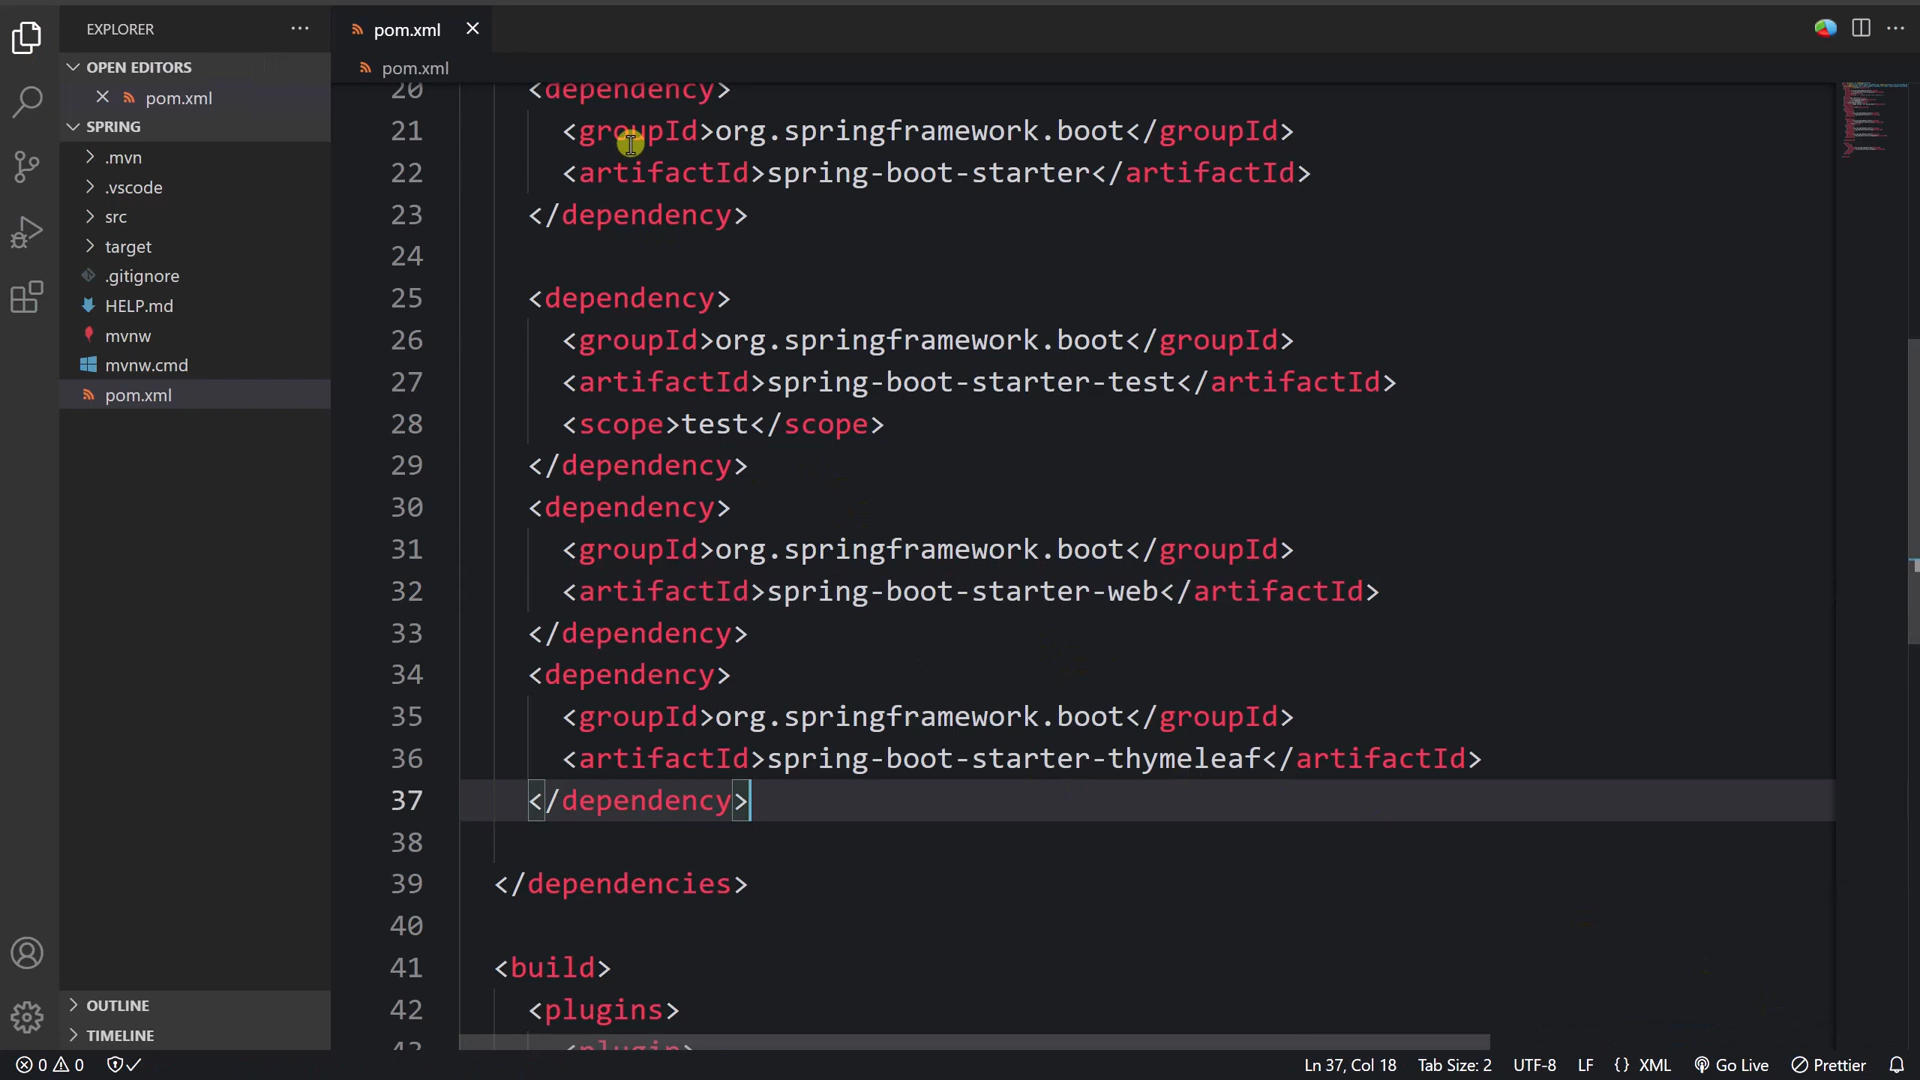 EXPLORER
pom.xml
OPEN EDITORS
pom.xml
pom.xml
SPRING
.mvn
.vscode
src
target
.gitignore
HELP.md
mvnw
mvnw.cmd
pom.xml
OUTLINE
TIMELINE
20 <dependency>
21 <groupId>org.springframework.boot</groupId>
22 <artifactId>spring-boot-starter</artifactId>
23 </dependency>
24
25 <dependency>
26 <groupId>org.springframework.boot</groupId>
27 <artifactId>spring-boot-starter-test</artifactId>
28 <scope>test</scope>
29 </dependency>
30 <dependency>
31 <groupId>org.springframework.boot</groupId>
32 <artifactId>spring-boot-starter-web</artifactId>
33 </dependency>
34 <dependency>
35 <groupId>org.springframework.boot</groupId>
36 <artifactId>spring-boot-starter-thymeleaf</artifactId>
37 </dependency>
38
39 </dependencies>
40
41 <build>
42 <plugins>
43 <plugin>
0 0 Ln 37, Col 18 Tab Size: 2 UTF-8 LF {} XML Go Live Prettier